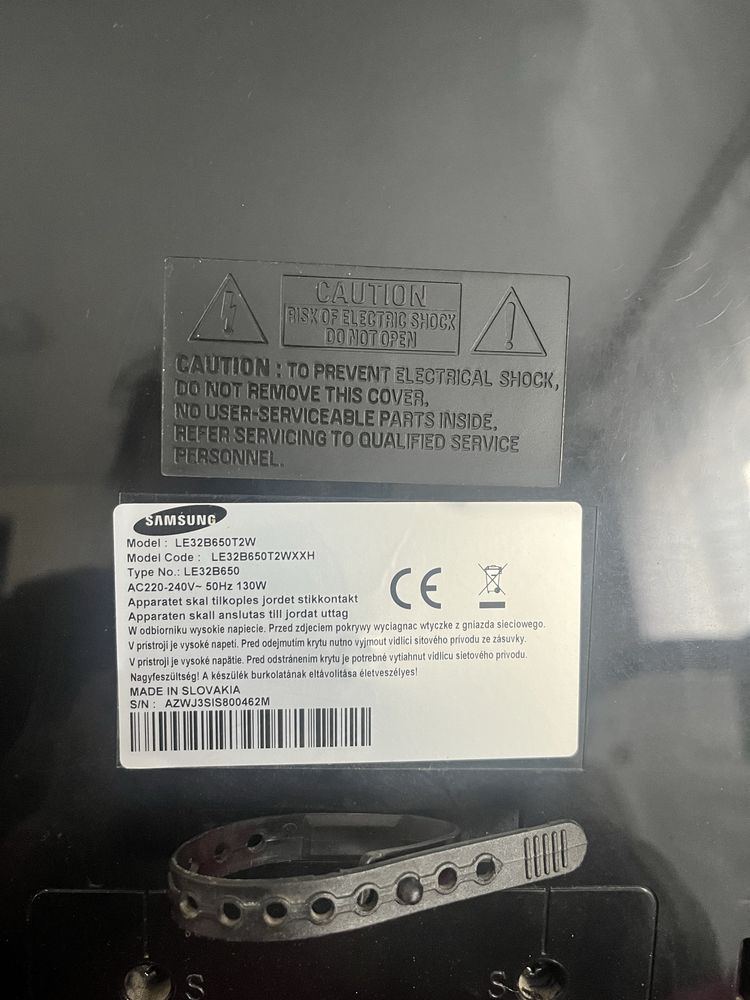 CAUTION
RISK OF ELECTRIC SHOCK
DO NOT OPEN
CAUTION : TO PREVENT ELECTRICAL SHOCK,
DO NOT REMOVE THIS COVER,
NO USER-SERVICEABLE PARTS INSIDE,
REFER SERVICING TO QUALIFIED SERVICE
PERSONNEL.
SAMSUNG
Model : LE32B650T2W
Model Code : LE32B650T2WXXH
Type No.: LE32B650
AC220-240V~ 50Hz 130W
Apparatet skal tilkoples jordet stikkontakt
Apparaten skall anslutas till jordat uttag
W odbiorniku wysokie napiecie. Przed zdjeciem pokrywy wyciagnac wtyczke z gniazda sieciowego.
V pristroji je vysoké napeti. Pred odejmutím krytu nutno vyjmout vidlici sítového prívodu ze zásuvky.
V prístroji je vysoké napätie. Pred odstránením krytu je potrebné vytiahnut vidlicu sietového prívodu.
Nagyfeszültség! A készülék burkolatának eltávolítása életveszélyes!
MADE IN SLOVAKIA
S/N : AZWJ3SIS800462M
CE
S S